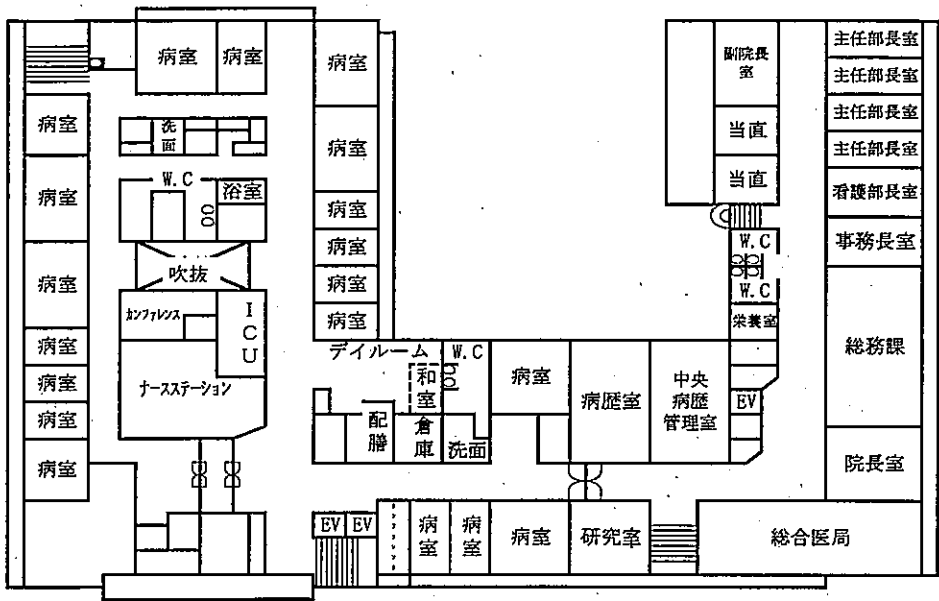 病室
病室
病室
副院長
室
主任部長室
主任部長室
主任部長室
主任部長室
病室
洗
面
病室
当直
当直
看護部長室
W.C
浴室
病室
病室
病室
病室
病室
W.C
W.C
事務長室
吹抜
病室
カンファレンス
ICU
ナースステーション
病室
病室
病室
病室
デイルーム
W.C
和
室
配
膳
倉
庫
洗面
病室
病歴室
中央
病歴
管理室
栄養室
EV
総務課
院長室
EV
EV
病
室
病
室
病室
研究室
総合医局